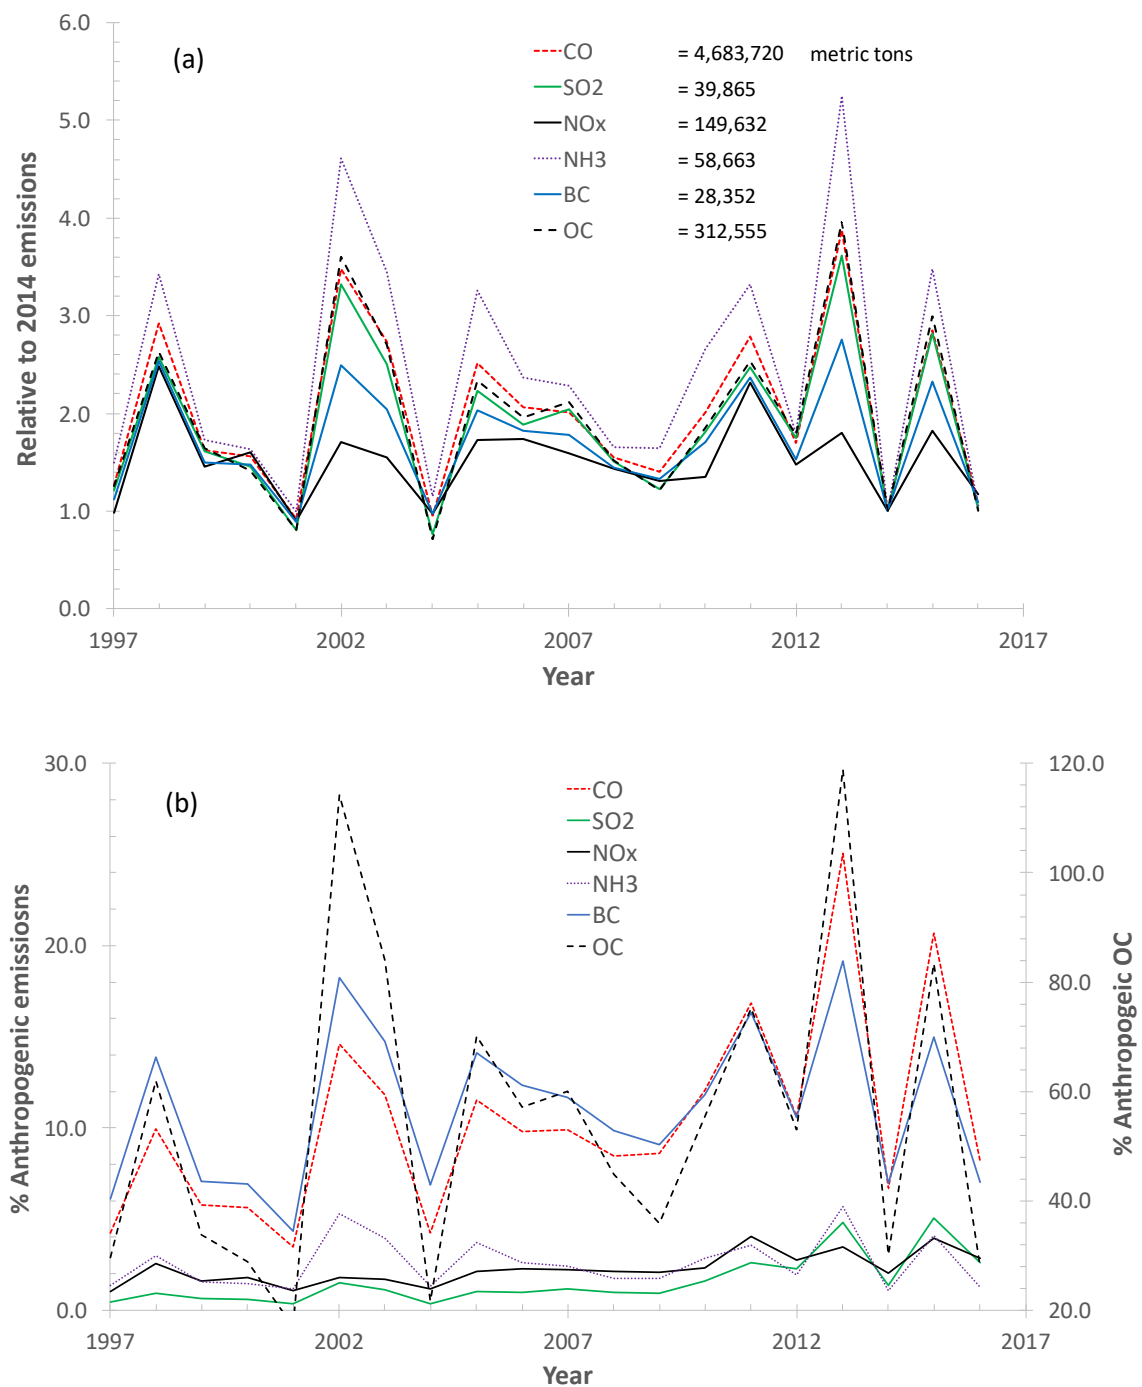 6.0
(a)
CO = 4,683,720 metric tons
SO2 = 39,865
5.0
NOx = 149,632
NH3 = 58,663
BC = 28,352
4.0
OC = 312,555
Relative to 2014 emissions
3.0
2.0
1.0
0.0
1997 2002 2007 2012 2017
Year
30.0 120.0
(b)
CO
SO2
NOx
100.0
NH3
BC
20.0
OC
80.0
% Anthropogenic emissiosns
% Anthropogeic OC
60.0
10.0
40.0
0.0 20.0
1997 2002 2007 2012 2017
Year